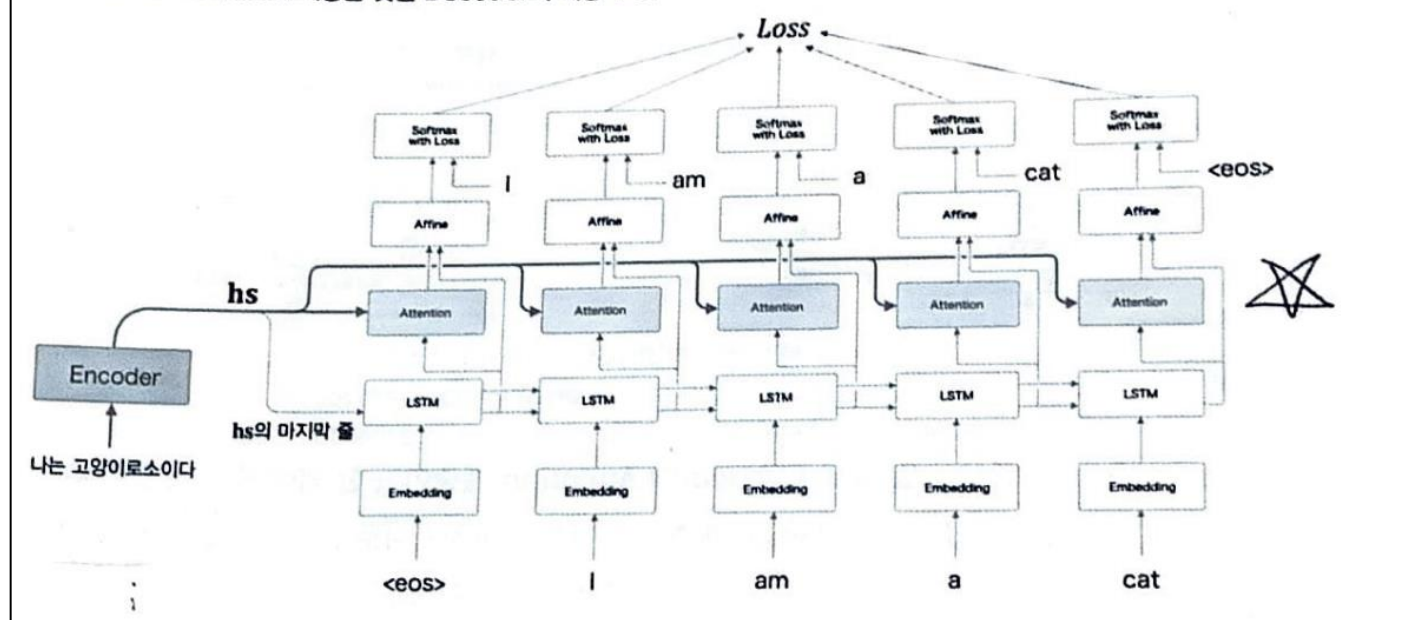 Loss
Softmax with Loss
Softmax with Loss
Softmax with Loss
Softmax with Loss
Softmax with Loss
I
am
a
cat
<eos>
Affine
Affine
Affine
Affine
Affine
hs
Attention
Attention
Attention
Attention
Attention
Encoder
LSTM
LSTM
LSTM
LSTM
LSTM
hs의 마지막 줄
나는 고양이로소이다
Embedding
Embedding
Embedding
Embedding
Embedding
<eos>
I
am
a
cat